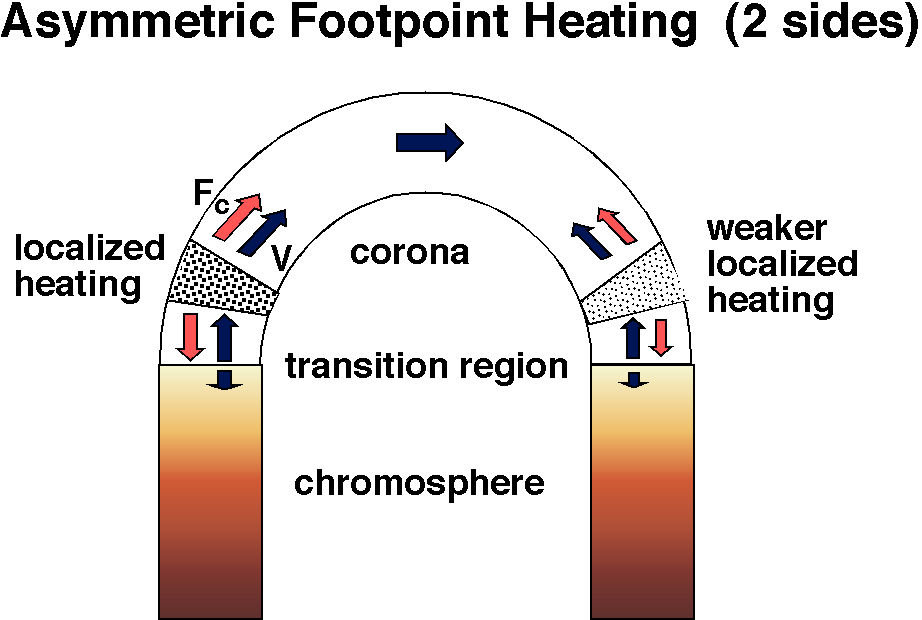 Asymmetric Footpoint Heating (2 sides)
Fc
V
localized
heating
corona
weaker
localized
heating
transition region
chromosphere